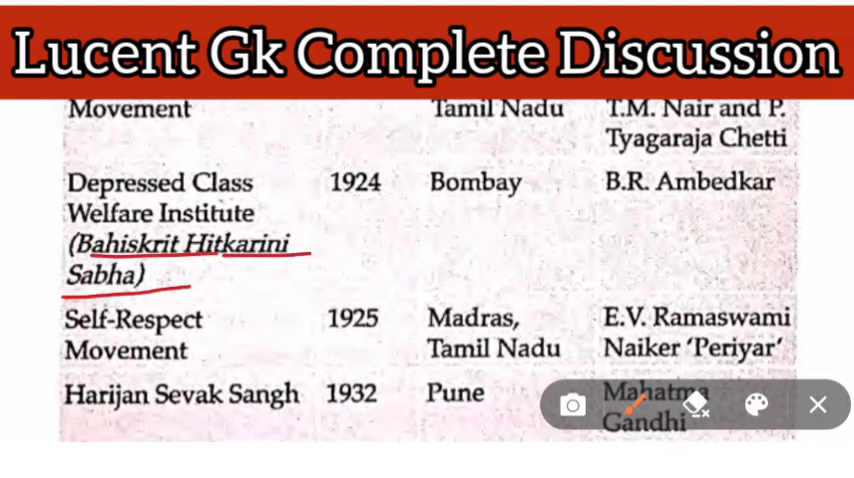 Lucent Gk Complete Discussion
Movement Tamil Nadu T.M. Nair and P.
Tyagaraja Chetti
Depressed Class 1924 Bombay B.R. Ambedkar
Welfare Institute
(Bahiskrit Hitkarini
Sabha)
Self-Respect 1925 Madras, E.V. Ramaswami
Movement Tamil Nadu Naiker 'Periyar'
Harijan Sevak Sangh 1932 Pune Mahatma
Gandhi